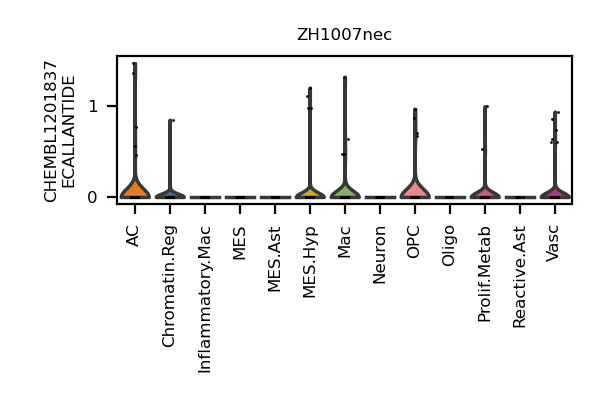 ZH1007nec
CHEMBL1201837
ECALLANTIDE
1
0
AC
Chromatin.Reg
Inflammatory.Mac
MES
MES.Ast
MES.Hyp
Mac
Neuron
OPC
Oligo
Prolif.Metab
Reactive.Ast
Vasc